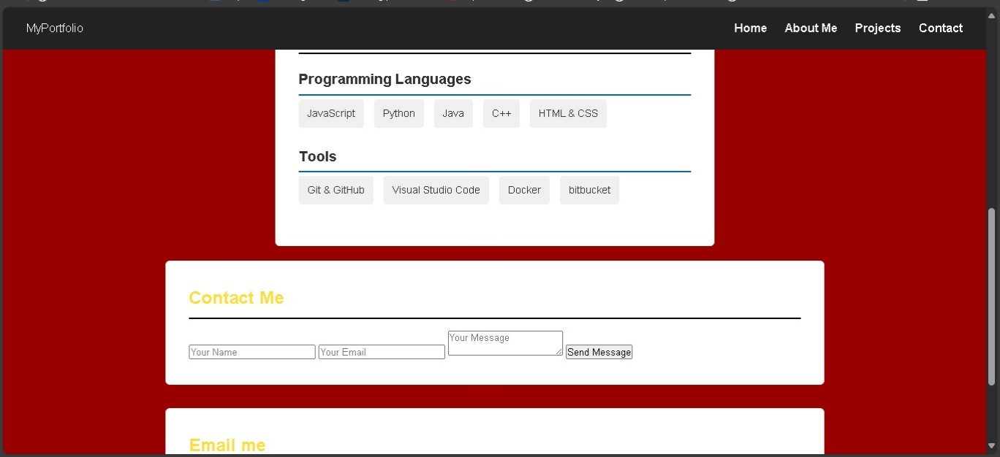 MyPortfolio Home About Me Projects Contact
Programming Languages
JavaScript Python Java C++ HTML & CSS
Tools
Git & GitHub Visual Studio Code Docker bitbucket
Contact Me
Your Name Your Email Your Message Send Message
Email me